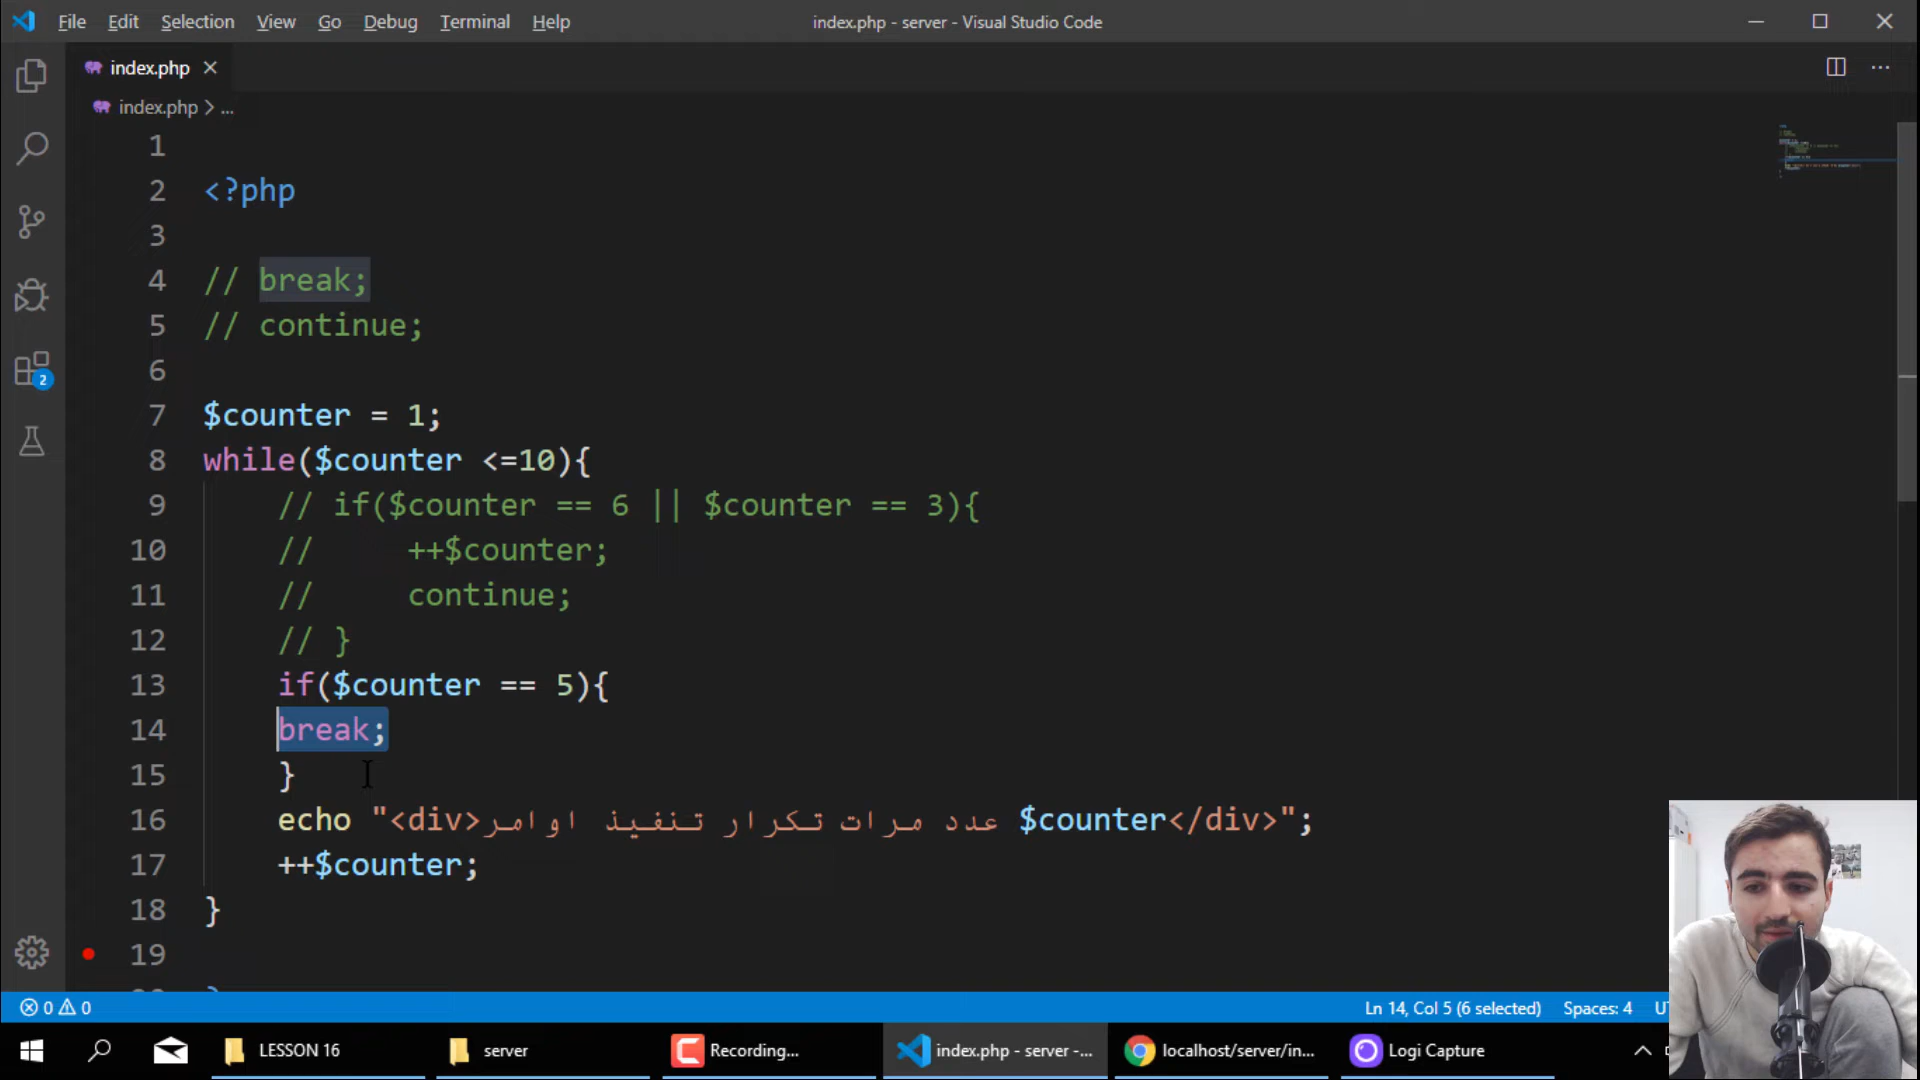 File Edit Selection View Go Debug Terminal Help
index.php - server - Visual Studio Code
index.php
index.php > ...
1
2 <?php
3
4 // break;
5 // continue;
6
7 $counter = 1;
8 while($counter <=10){
9 // if($counter == 6 || $counter == 3){
10 // ++$counter;
11 // continue;
12 // }
13 if($counter == 5){
14 break;
15 }
16 echo "<div>عدد مرات تكرار تنفيذ اوامر $counter</div>";
17 ++$counter;
18 }
19
2
0 0 Ln 14, Col 5 (6 selected) Spaces: 4
LESSON 16 server Recording... index.php - server -... localhost/server/in... Logi Capture